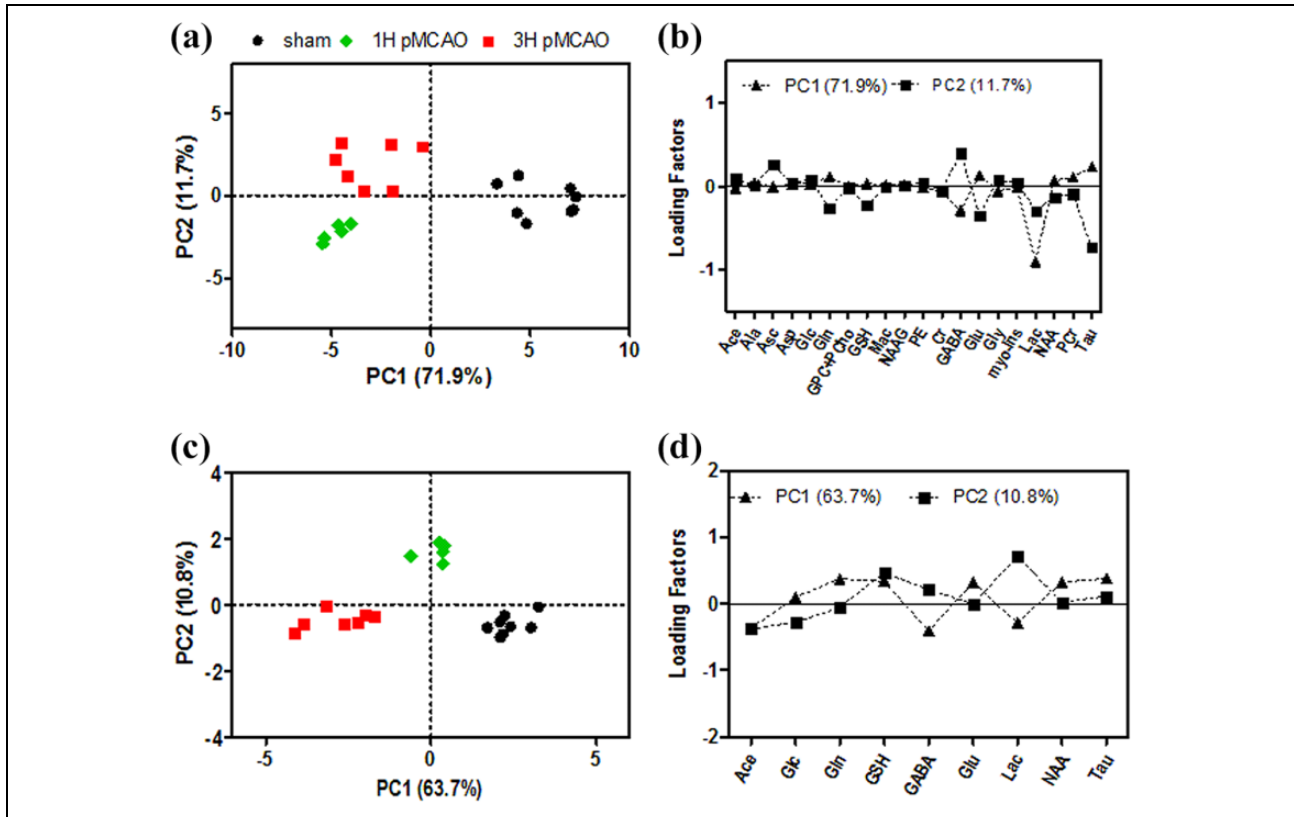 (a)
sham 1H pMCAO 3H pMCAO
5
0
-5
-10 -5 0 5 10
PC2 (11.7%)
PC1 (71.9%)
(b)
PC1 (71.9%) PC2 (11.7%)
1
0
-1
Loading Factors
Ace Ala Asc Asp Glc Gln GPC+PCho GSH Mac NAAG PE Cr GABA Glu Gly myo-Ins Lac NAA PCr Tau
(c)
4
2
0
-2
-4
-5 0 5
PC2 (10.8%)
PC1 (63.7%)
(d)
PC1 (63.7%) PC2 (10.8%)
2
1
0
-1
-2
Loading Factors
Ace Glc Gln GSH GABA Glu Lac NAA Tau